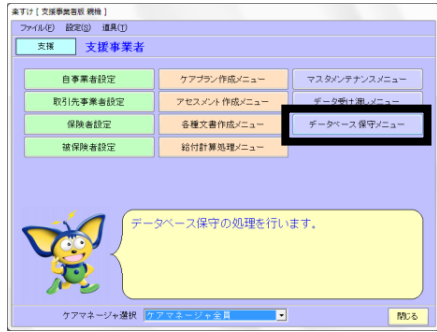 楽すけ [ 支援事業者版 親機 ]
ファイル(F) 設定(S) 道具(T)
支援 支援事業者
自事業者設定 ケアプラン作成メニュー マスタメンテナンスメニュー
取引先事業者設定 アセスメント作成メニュー データ受け渡しメニュー
保険者設定 各種文書作成メニュー データベース保守メニュー
被保険者設定 給付計算処理メニュー
データベース保守の処理を行います。
ケアマネージャ選択 ケアマネージャ全員 閉じる